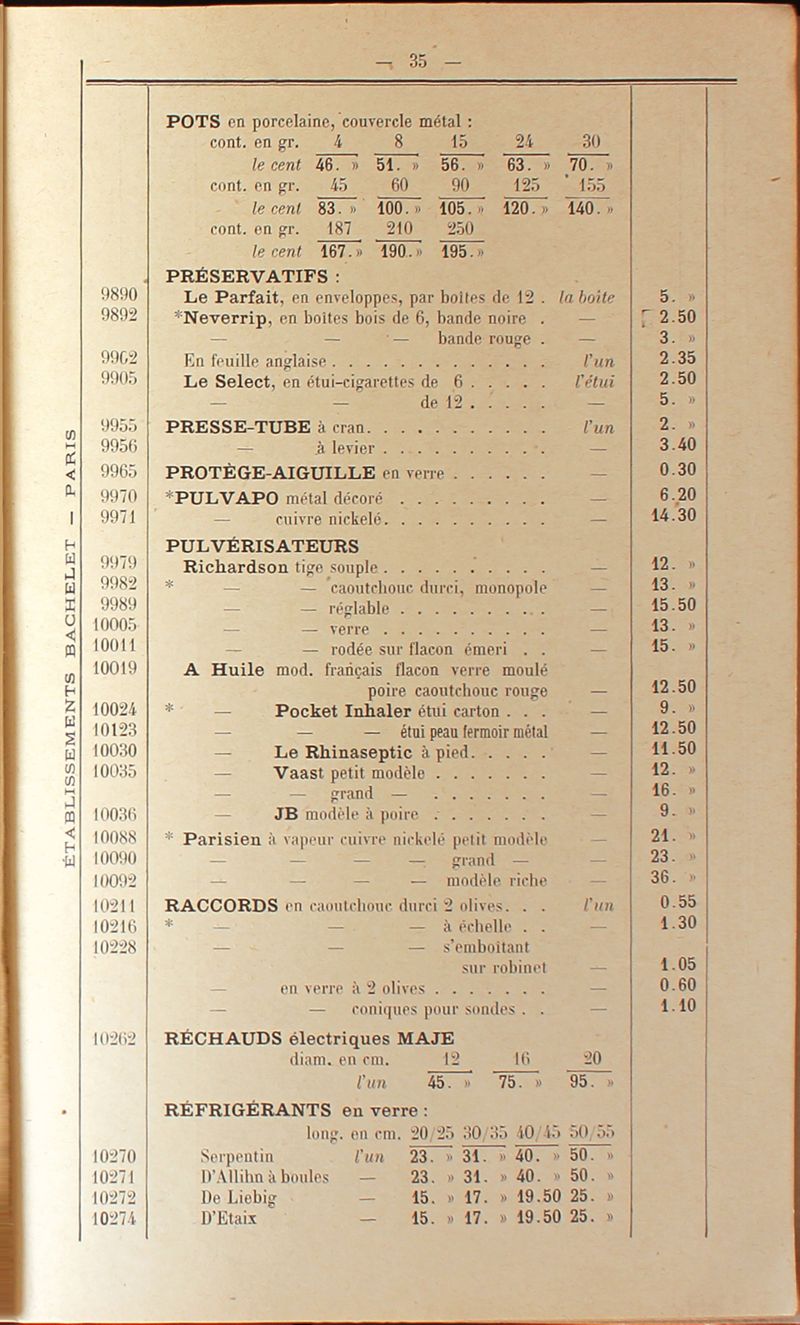 — 35 —
ÉTABLISSEMENTS BACHELET — PARIS
POTS en porcelaine, couvercle métal :
cont. en gr. 4 8 15 24 30
le cent 46. » 51. » 56. » 63. » 70. »
cont. en gr. 45 60 90 125 155
le cent 83. » 100. » 105. » 120. » 140. »
cont. en gr. 187 210 250
le cent 167. » 190. » 195. »
PRÉSERVATIFS :
9890 Le Parfait, en enveloppes, par boîtes de 12 . la boîte 5. »
9892 *Neverrip, en boîtes bois de 6, bande noire . — 2.50
— — — bande rouge . — 3. »
9902 En feuille anglaise . . . . . . . . . . . . . l'un 2.35
9905 Le Select, en étui-cigarettes de 6 . . . . . l'étui 2.50
— — de 12 . . . . . — 5. »
9955 PRESSE-TUBE à cran. . . . . . . . . . . . l'un 2. »
9956 — à levier . . . . . . . . . . . — 3.40
9965 PROTÈGE-AIGUILLE en verre . . . . . . — 0.30
9970 *PULVAPO métal décoré . . . . . . . . . — 6.20
9971 — cuivre nickelé. . . . . . . . . . — 14.30
PULVÉRISATEURS
9979 Richardson tige souple . . . . . . . . . . — 12. »
9982 * — — caoutchouc durci, monopole — 13. »
9989 — — réglable . . . . . . . . . — 15.50
10005 — — verre . . . . . . . . . . — 13. »
10011 — — rodée sur flacon émeri . . — 15. »
10019 A Huile mod. français flacon verre moulé
poire caoutchouc rouge — 12.50
10024 * — Pocket Inhaler étui carton . . . — 9. »
10123 — — — étui peau fermoir métal — 12.50
10030 — Le Rhinaseptic à pied. . . . . — 11.50
10035 — Vaast petit modèle . . . . . . . — 12. »
— — grand — . . . . . . . — 16. »
10036 — JB modèle à poire . . . . . . . — 9. »
10088 * Parisien à vapeur cuivre nickelé petit modèle — 21. »
10090 — — — — grand — — 23. »
10092 — — — — modèle riche — 36. »
10211 RACCORDS en caoutchouc durci 2 olives. . . l'un 0.55
10216 * — — — à échelle . . — 1.30
10228 — — — s'emboîtant
sur robinet — 1.05
— en verre à 2 olives . . . . . . . — 0.60
— — coniques pour sondes . . — 1.10
10262 RÉCHAUDS électriques MAJE
diam. en cm. 12 16 20
l'un 45. » 75. » 95. »
RÉFRIGÉRANTS en verre :
long. en cm. 20/25 30/35 40/45 50/55
10270 Serpentin l'un 23. » 31. » 40. » 50. »
10271 D'Allihn à boules — 23. » 31. » 40. » 50. »
10272 De Liebig — 15. » 17. » 19.50 25. »
10274 D'Etaix — 15. » 17. » 19.50 25. »